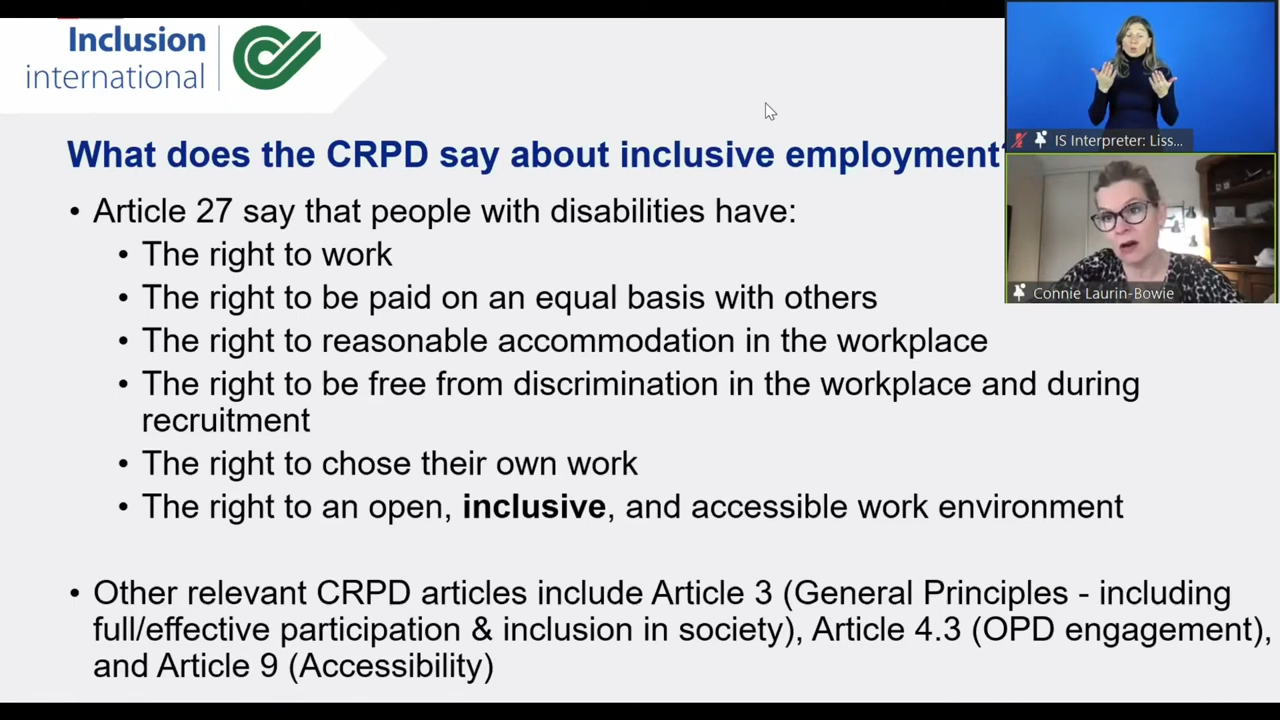 Inclusion
international
What does the CRPD say about inclusive employment?
• Article 27 say that people with disabilities have:
• The right to work
• The right to be paid on an equal basis with others
• The right to reasonable accommodation in the workplace
• The right to be free from discrimination in the workplace and during
recruitment
• The right to chose their own work
• The right to an open, inclusive, and accessible work environment
• Other relevant CRPD articles include Article 3 (General Principles - including
full/effective participation & inclusion in society), Article 4.3 (OPD engagement),
and Article 9 (Accessibility)
IS Interpreter: Liss...
Connie Laurin-Bowie